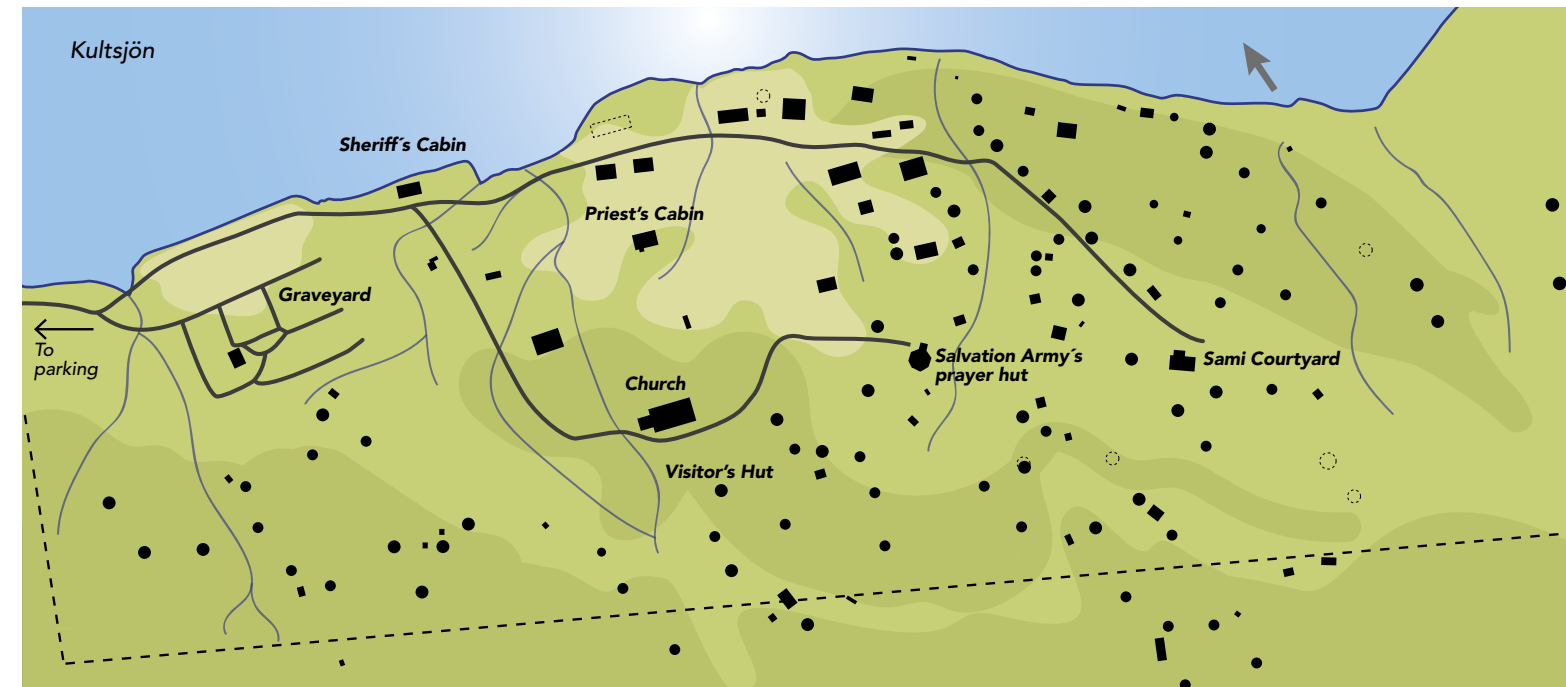 Kultsjön
Sheriff´s Cabin
Priest's Cabin
Graveyard
To
parking
Salvation Army´s
prayer hut
Sami Courtyard
Church
Visitor's Hut